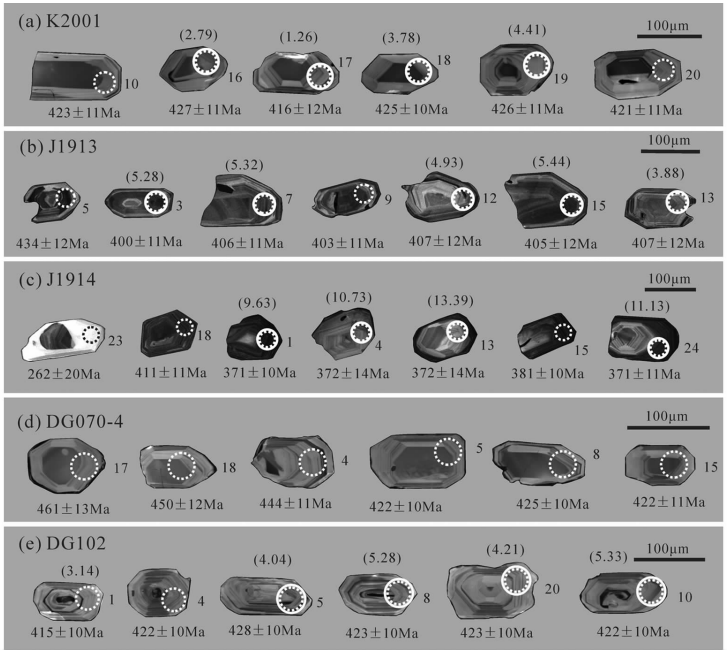 (a) K2001
100μm
(2.79) (1.26) (3.78) (4.41)
10 16 17 18 19 20
423±11Ma 427±11Ma 416±12Ma 425±10Ma 426±11Ma 421±11Ma
(b) J1913
100μm
(5.28) (5.32) (4.93) (5.44) (3.88)
5 3 7 9 12 15 13
434±12Ma 400±11Ma 406±11Ma 403±11Ma 407±12Ma 405±12Ma 407±12Ma
(c) J1914
100μm
(9.63) (10.73) (13.39) (11.13)
23 18 1 4 13 15 24
262±20Ma 411±11Ma 371±10Ma 372±14Ma 372±14Ma 381±10Ma 371±11Ma
(d) DG070-4
100μm
17 18 4 5 8 15
461±13Ma 450±12Ma 444±11Ma 422±10Ma 425±10Ma 422±11Ma
(e) DG102
100μm
(3.14) (4.04) (5.28) (4.21) (5.33)
1 4 5 8 20 10
415±10Ma 422±10Ma 428±10Ma 423±10Ma 423±10Ma 422±10Ma